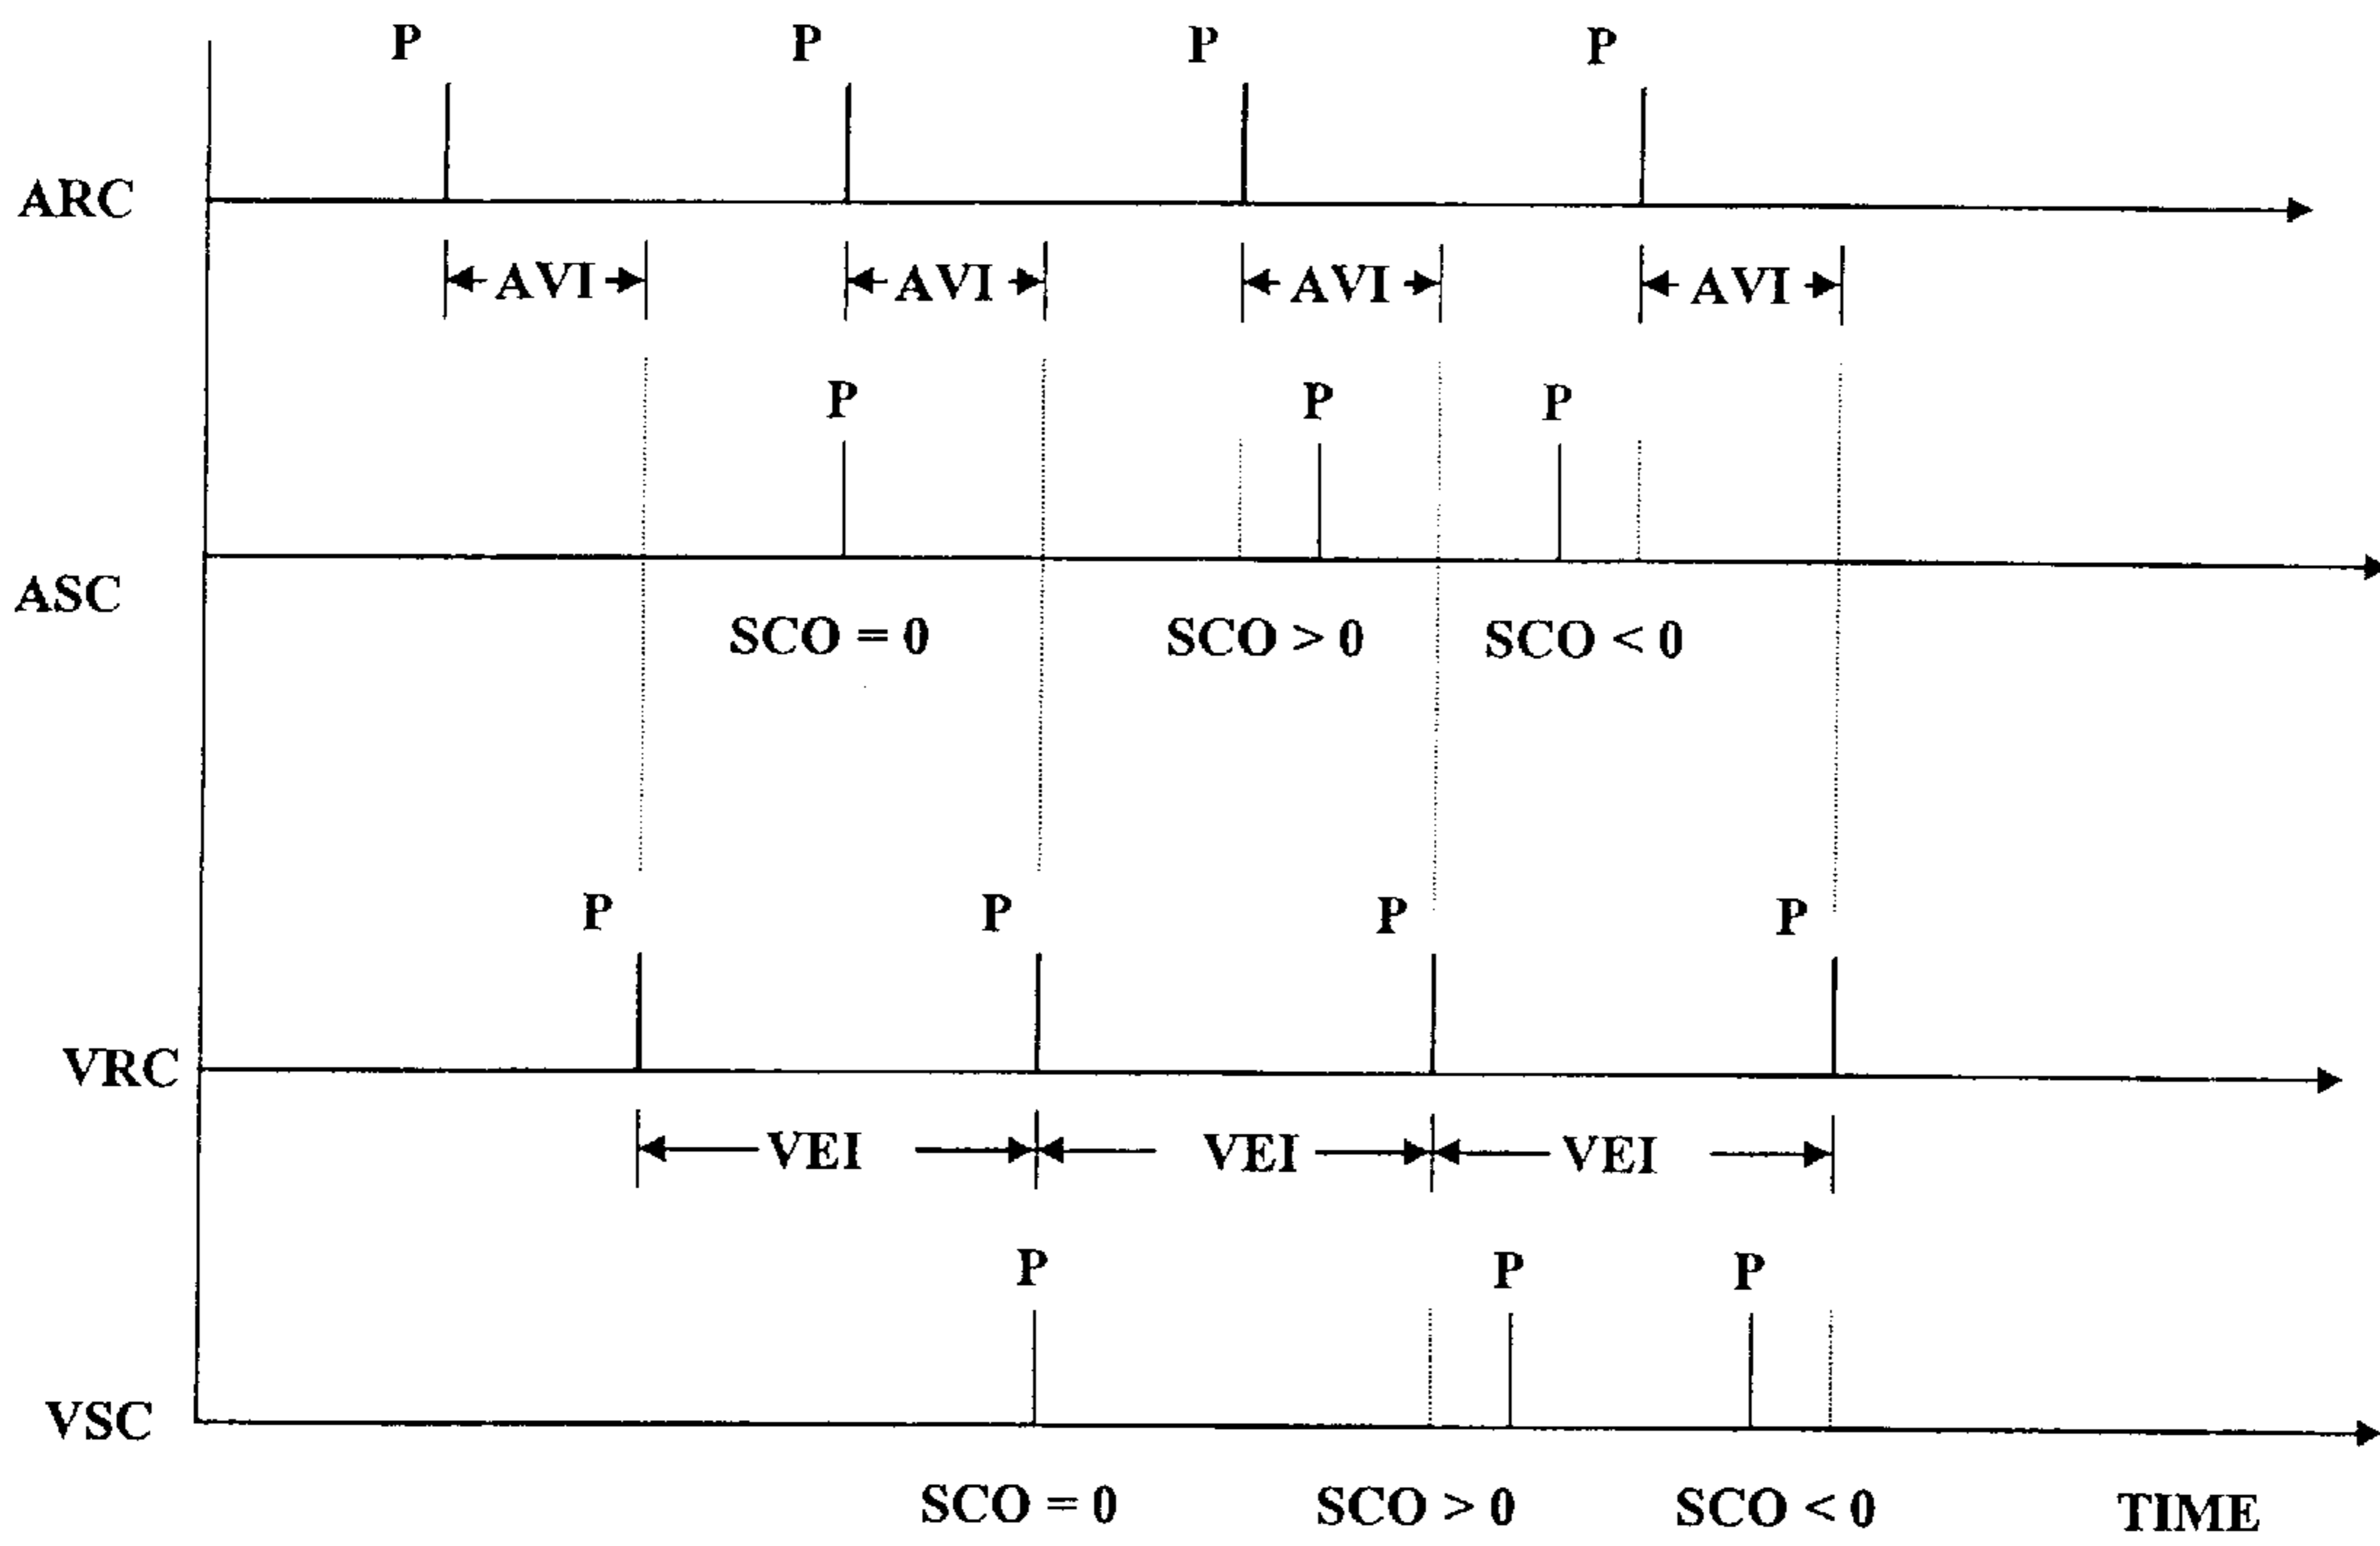 P P P P
ARC
AVI AVI AVI AVI
P P P
ASC
SCO = 0 SCO > 0 SCO < 0
P P P P
VRC
VEI VEI VEI
P P P
VSC
SCO = 0 SCO > 0 SCO < 0 TIME